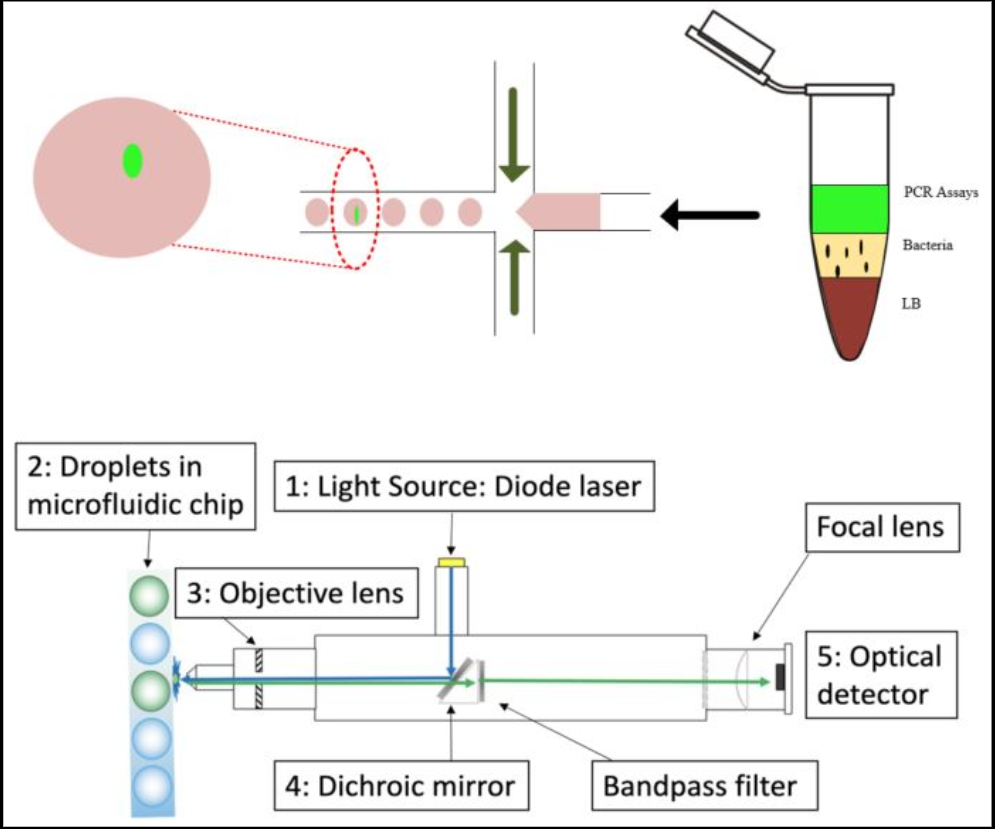 PCR Assays
Bacteria
LB
2: Droplets in
microfluidic chip
1: Light Source: Diode laser
Focal lens
3: Objective lens
5: Optical
detector
4: Dichroic mirror
Bandpass filter